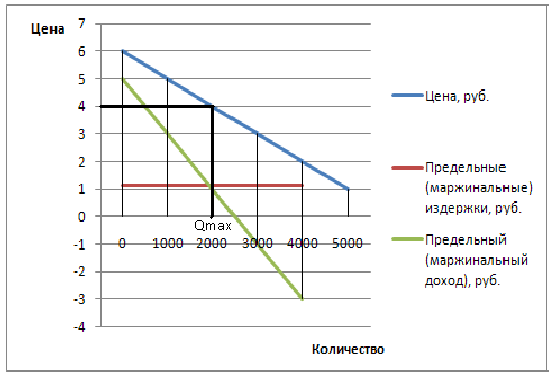 Цена
7
6
5
4
3
2
1
0
-1
-2
-3
-4
0 1000 2000 3000 4000 5000
Qmax
Количество
Цена, руб.
Предельные
(маржинальные)
издержки, руб.
Предельный
(маржинальный
доход), руб.